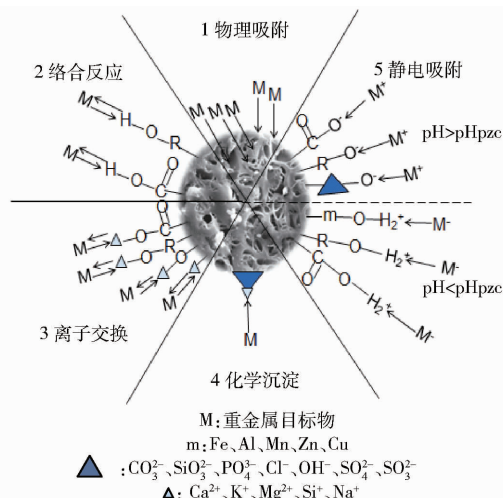 1 物理吸附
2 络合反应
5 静电吸附
M M M M M
M H O R
M H O C O
O C O⁻ M⁺
R O⁻ M⁺
O⁻ M⁺
pH>pHpzc
m O H₂⁺ M⁻
R O H₂⁺ M⁻
C O O H₂⁺ M⁻
pH<pHpzc
M O C O
M O R
M O
M
3 离子交换
M
4 化学沉淀
M:重金属目标物
m:Fe、Al、Mn、Zn、Cu
:CO₃²⁻、SiO₃²⁻、PO₄³⁻、Cl⁻、OH⁻、SO₄²⁻、SO₃²⁻
:Ca²⁺、K⁺、Mg²⁺、Si⁺、Na⁺